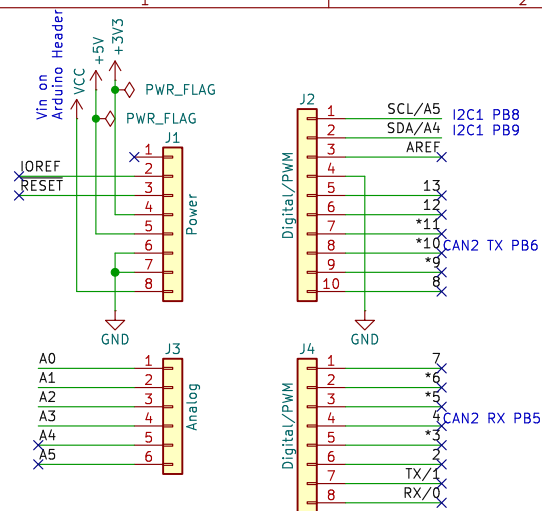 1
2
Vin on
Arduino Header
VCC
+5V
+3V3
PWR_FLAG
PWR_FLAG
J1
Power
1
2
3
4
5
6
7
8
IOREF
RESET
GND
J2
Digital/PWM
1
2
3
4
5
6
7
8
9
10
SCL/A5
I2C1 PB8
SDA/A4
I2C1 PB9
AREF
13
12
*11
*10
CAN2 TX PB6
*9
8
GND
J3
Analog
A0
1
A1
2
A2
3
A3
4
A4
5
A5
6
J4
Digital/PWM
1
2
3
4
5
6
7
8
7
*6
*5
4
CAN2 RX PB5
*3
2
TX/1
RX/0